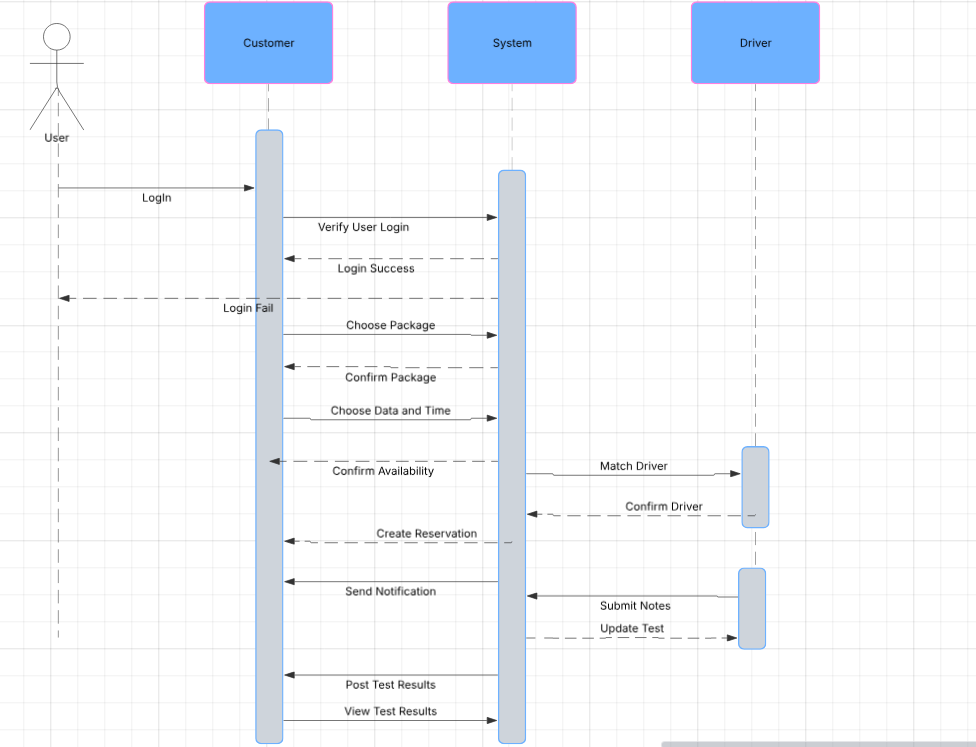 Customer
System
Driver
User
LogIn
Verify User Login
Login Success
Login Fail
Choose Package
Confirm Package
Choose Data and Time
Confirm Availability
Match Driver
Confirm Driver
Create Reservation
Send Notification
Submit Notes
Update Test
Post Test Results
View Test Results